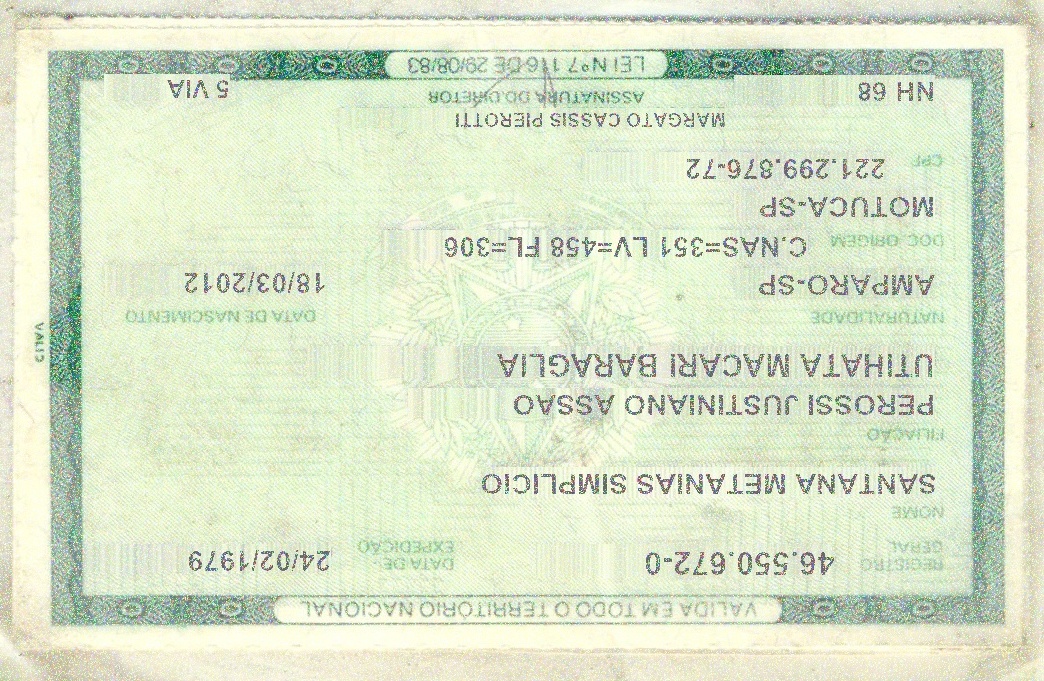 VÁLIDA EM TODO O TERRITÓRIO NACIONAL
REGISTRO GERAL 46.550.672-0 DATA DE EXPEDIÇÃO 24/02/1979
NOME
SANTANA METANIAS SIMPLICIO
FILIAÇÃO
PEROSSI JUSTINIANO ASSAO
UTIHATA MACARI BARAGLIA
NATURALIDADE DATA DE NASCIMENTO
AMPARO-SP 18/03/2012
DOC. ORIGEM C.NAS=351 LV=458 FL=306
MOTUCA-SP
CPF 221.299.876-72
MARGATO CASSIS PIEROTTI
NH 68 ASSINATURA DO DIRETOR 5 VIA
LEI Nº 7 116 DE 29/08/83